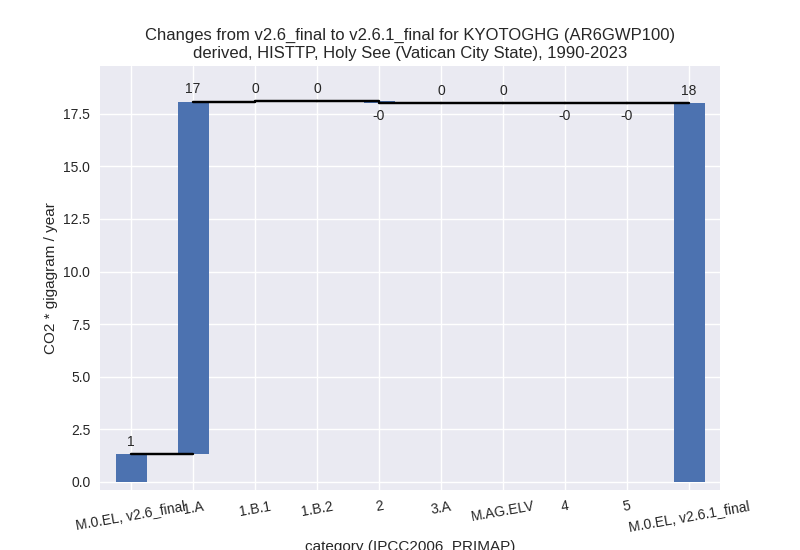 Changes from v2.6_final to v2.6.1_final for KYOTOGHG (AR6GWP100)
derived, HISTTP, Holy See (Vatican City State), 1990-2023
17
0
0
-0
0
0
-0
-0
18
1
17.5
15.0
12.5
10.0
7.5
5.0
2.5
0.0
CO2 * gigagram / year
M.0.EL, v2.6_final
1.A
1.B.1
1.B.2
2
3.A
M.AG.ELV
4
5
M.0.EL, v2.6.1_final
category (IPCC2006_PRIMAP)